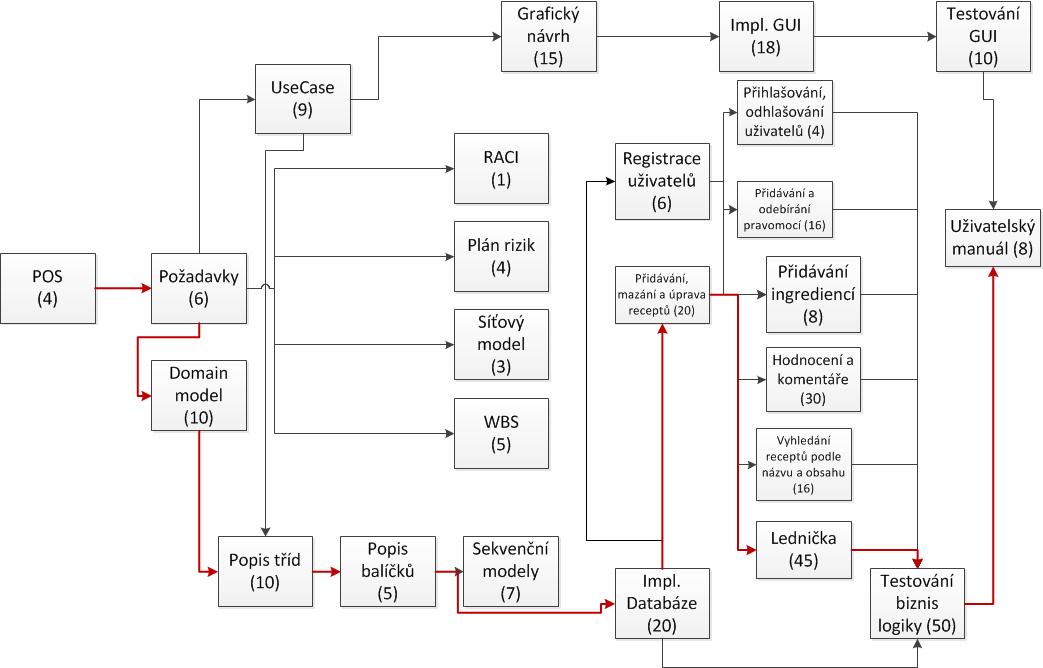 Grafický
návrh
(15)
Impl. GUI
(18)
Testování
GUI
(10)
UseCase
(9)
Přihlašování,
odhlašování
uživatelů (4)
RACI
(1)
Registrace
uživatelů
(6)
Přidávání a
odebírání
pravomocí (16)
Uživatelský
manuál (8)
Plán rizik
(4)
POS
(4)
Požadavky
(6)
Přidávání,
mazání a úprava
receptů (20)
Přidávání
ingrediencí
(8)
Síťový
model
(3)
Domain
model
(10)
Hodnocení a
komentáře
(30)
WBS
(5)
Vyhledání
receptů podle
názvu a obsahu
(16)
Popis tříd
(10)
Popis
balíčků
(5)
Sekvenční
modely
(7)
Lednička
(45)
Impl.
Databáze
(20)
Testování
biznis
logiky (50)